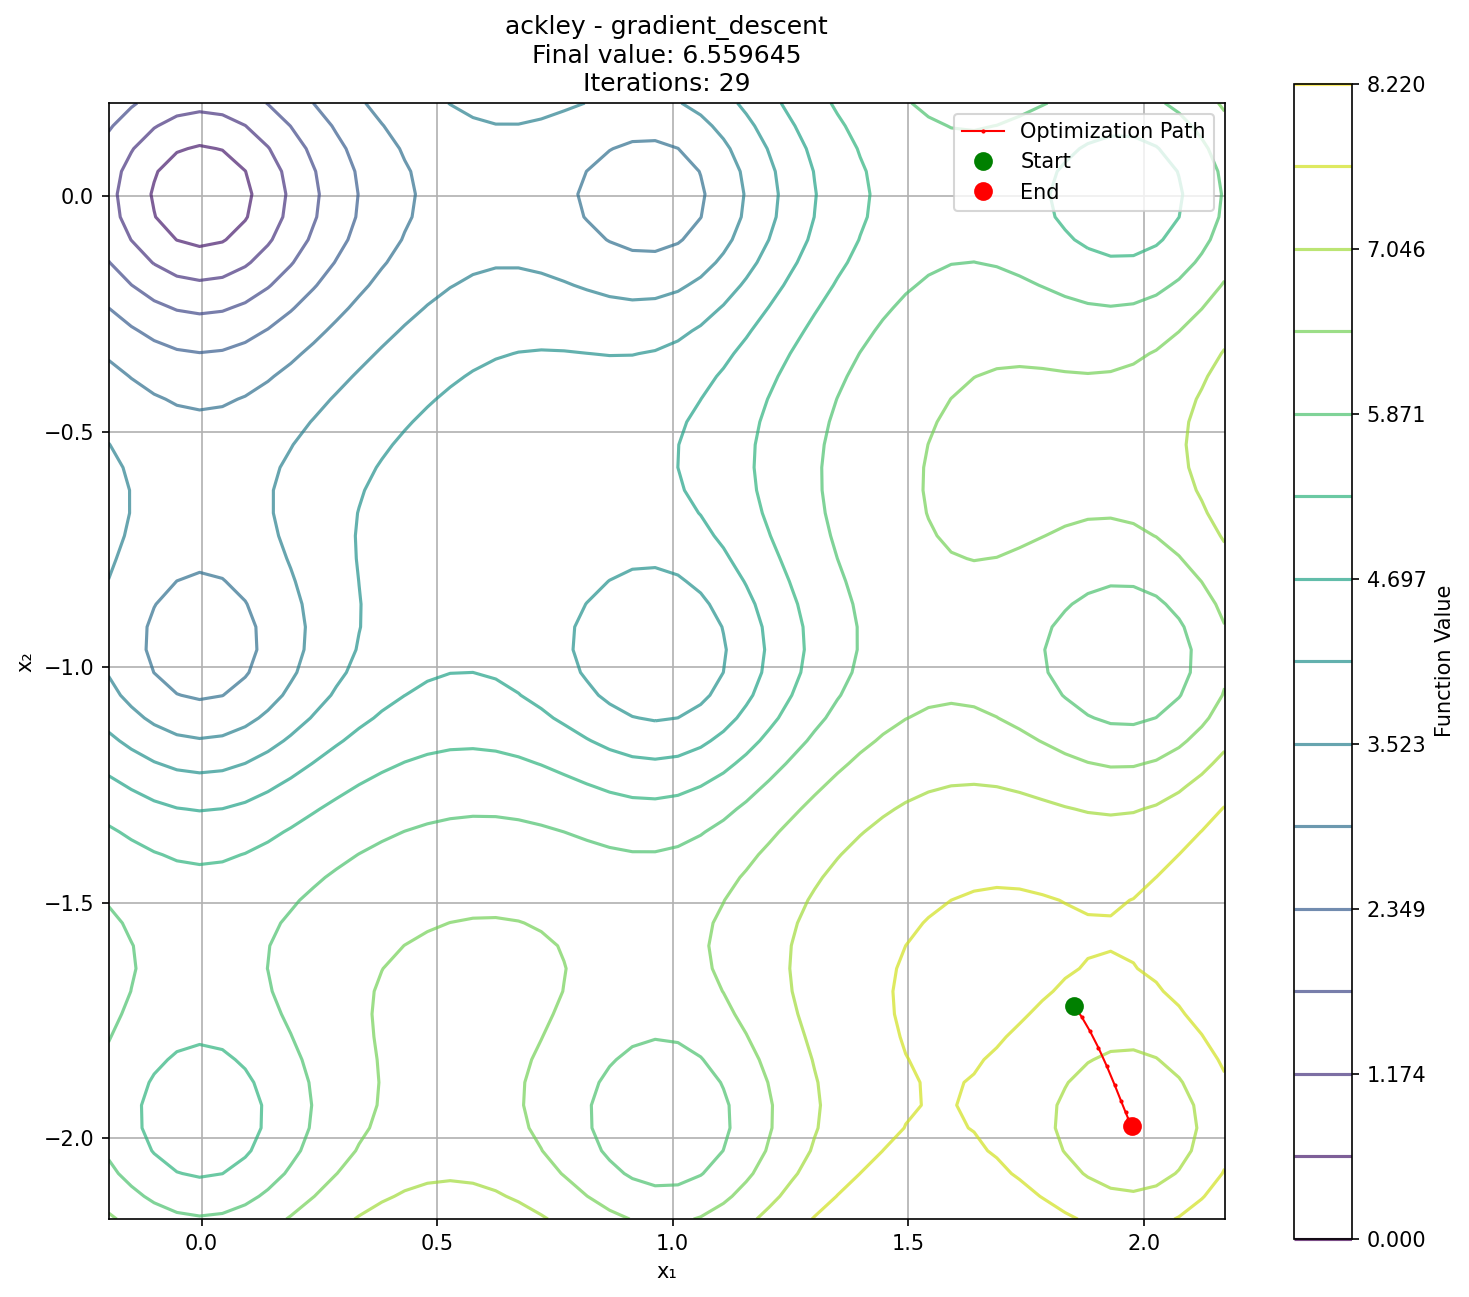 ackley - gradient_descent
Final value: 6.559645
Iterations: 29
Optimization Path
Start
End
0.0
−0.5
−1.0
−1.5
−2.0
x₂
0.0
0.5
1.0
1.5
2.0
x₁
8.220
7.046
5.871
4.697
3.523
2.349
1.174
0.000
Function Value